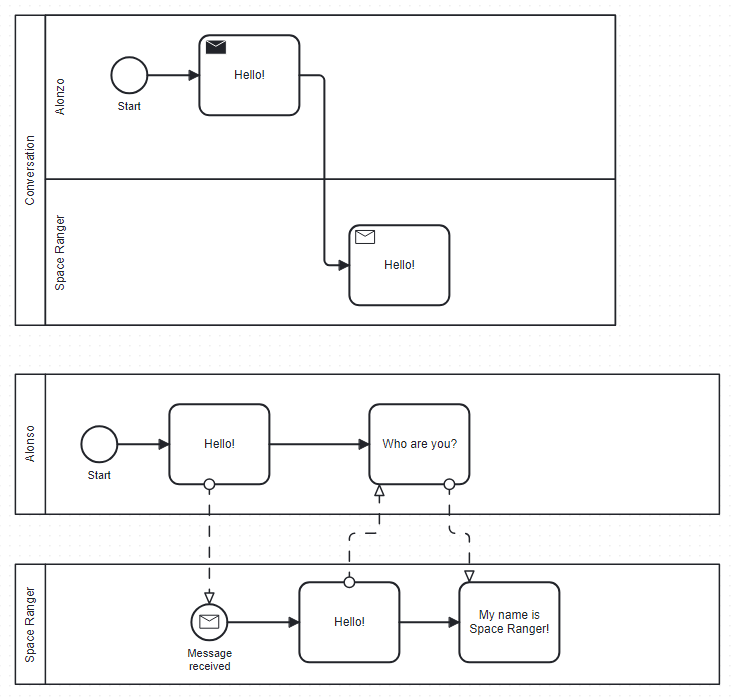 Conversation
Alonzo
Start
Hello!
Space Ranger
Hello!
Alonso
Start
Hello!
Who are you?
Space Ranger
Message
received
Hello!
My name is
Space Ranger!